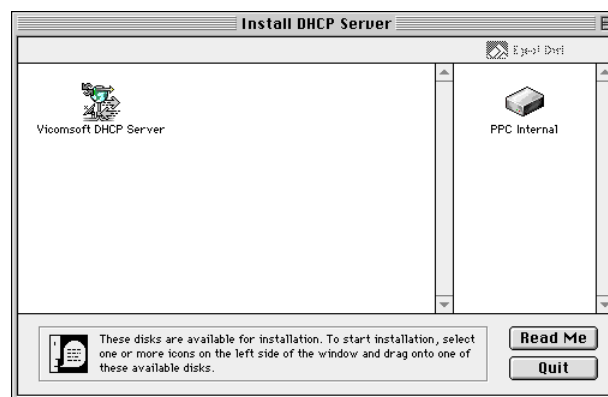 Install DHCP Server
Eject Disk
Vicomsoft DHCP Server
PPC Internal
These disks are available for installation. To start installation, select
one or more icons on the left side of the window and drag onto one of
these available disks.
Read Me
Quit